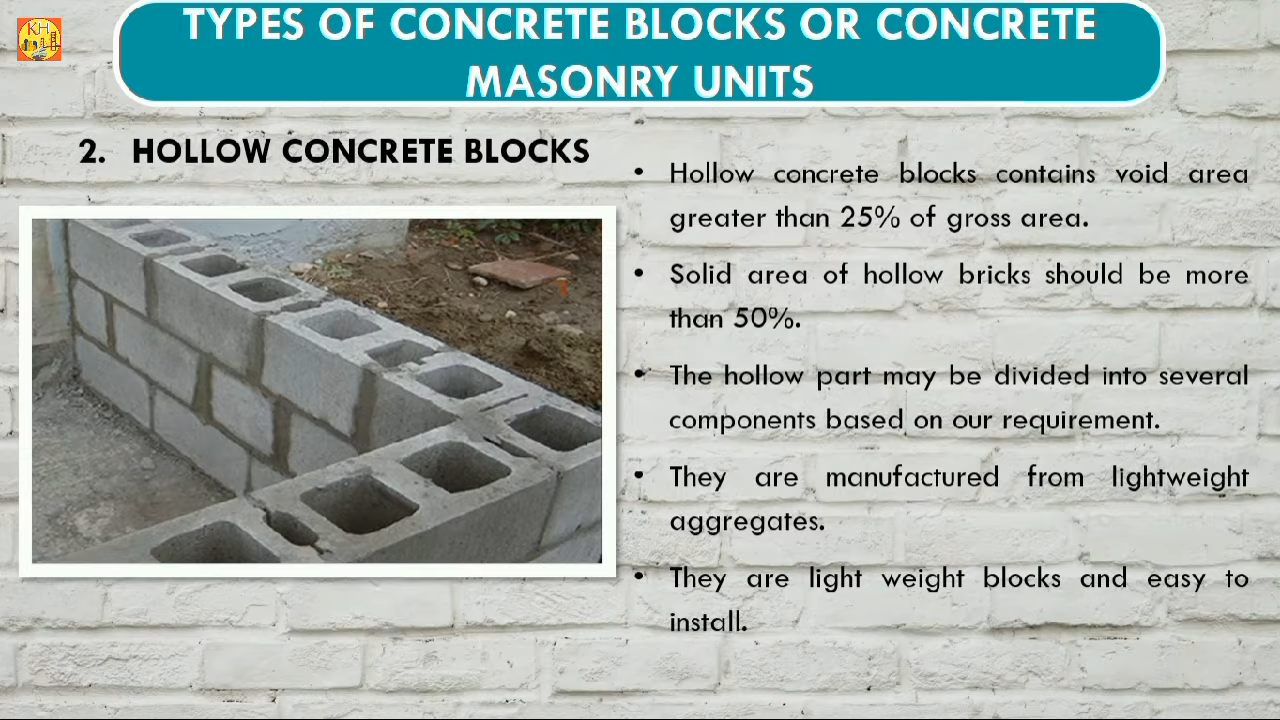 KH
TYPES OF CONCRETE BLOCKS OR CONCRETE
MASONRY UNITS
2. HOLLOW CONCRETE BLOCKS
• Hollow concrete blocks contains void area
greater than 25% of gross area.
• Solid area of hollow bricks should be more
than 50%.
• The hollow part may be divided into several
components based on our requirement.
• They are manufactured from lightweight
aggregates.
• They are light weight blocks and easy to
install.